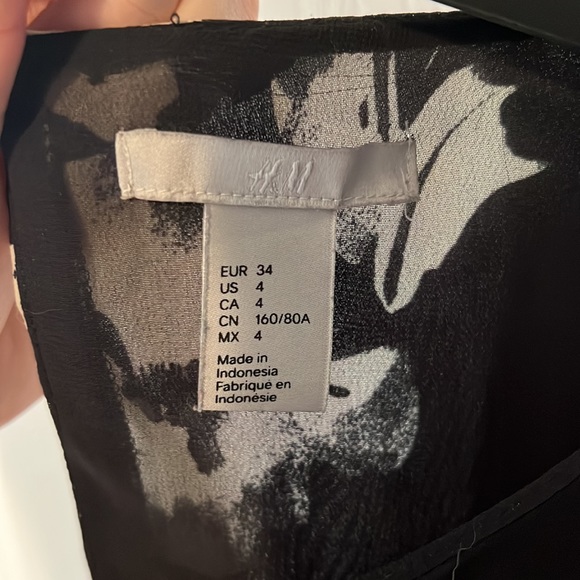 H&M
EUR 34
US 4
CA 4
CN 160/80A
MX 4
Made in
Indonesia
Fabriqué en
Indonésie